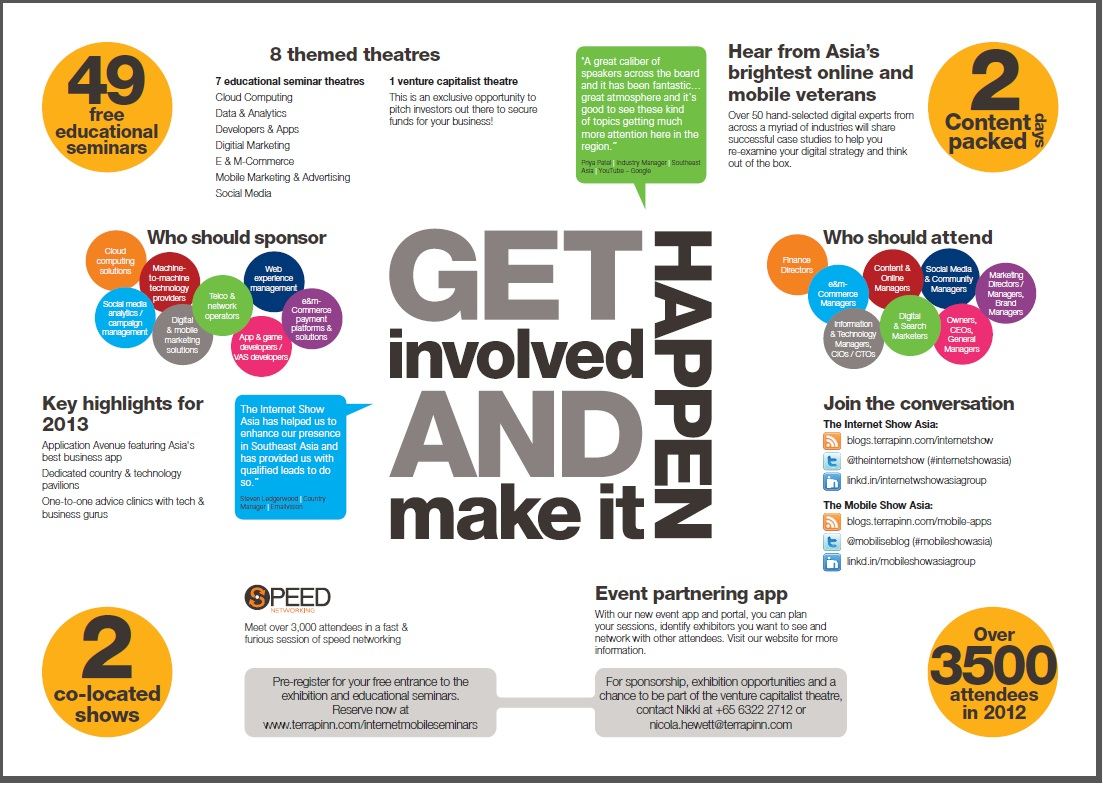 49
free
educational
seminars
8 themed theatres
7 educational seminar theatres
Cloud Computing
Data & Analytics
Developers & Apps
Digitial Marketing
E & M-Commerce
Mobile Marketing & Advertising
Social Media
1 venture capitalist theatre
This is an exclusive opportunity to
pitch investors out there to secure
funds for your business!
"A great caliber of
speakers across the board
and it has been fantastic...
great atmosphere and it's
good to see these kind
of topics getting much
more attention here in the
region."
Priya Patel | Industry Manager | Southeast
Asia | YouTube – Google
Hear from Asia's
brightest online and
mobile veterans
Over 50 hand-selected digital experts from
across a myriad of industries will share
successful case studies to help you
re-examine your digital strategy and think
out of the box.
2
Content
packed
days
Who should sponsor
Cloud
computing
solutions
Machine-
to-machine
technology
providers
Web
experience
management
Social media
analytics /
campaign
management
Telco &
network
operators
e&m-
Commerce
payment
platforms &
solutions
Digital
& mobile
marketing
solutions
App & game
developers /
VAS developers
GET
involved
AND
make it
HAPPEN
Who should attend
Finance
Directors
e&m-
Commerce
Managers
Content &
Online
Managers
Social Media
& Community
Managers
Marketing
Directors /
Managers,
Brand
Managers
Information
& Technology
Managers,
CIOs / CTOs
Digital
& Search
Marketers
Owners,
CEOs,
General
Managers
Key highlights for
2013
Application Avenue featuring Asia's
best business app
Dedicated country & technology
pavilions
One-to-one advice clinics with tech &
business gurus
The Internet Show
Asia has helped us to
enhance our presence
in Southeast Asia and
has provided us with
qualified leads to do
so."
Steven Ledgerwood | Country
Manager | Emailvision
Join the conversation
The Internet Show Asia:
blogs.terrapinn.com/internetshow
@theinternetshow (#internetshowasia)
linkd.in/internetwshowasiagroup
The Mobile Show Asia:
blogs.terrapinn.com/mobile-apps
@mobiliseblog (#mobileshowasia)
linkd.in/mobileshowasiagroup
2
co-located
shows
SPEED
NETWORKING
Meet over 3,000 attendees in a fast &
furious session of speed networking
Event partnering app
With our new event app and portal, you can plan
your sessions, identify exhibitors you want to see and
network with other attendees. Visit our website for more
information.
Pre-register for your free entrance to the
exhibition and educational seminars.
Reserve now at
www.terrapinn.com/internetmobileseminars
For sponsorship, exhibition opportunities and a
chance to be part of the venture capitalist theatre,
contact Nikki at +65 6322 2712 or
nicola.hewett@terrapinn.com
Over
3500
attendees
in 2012